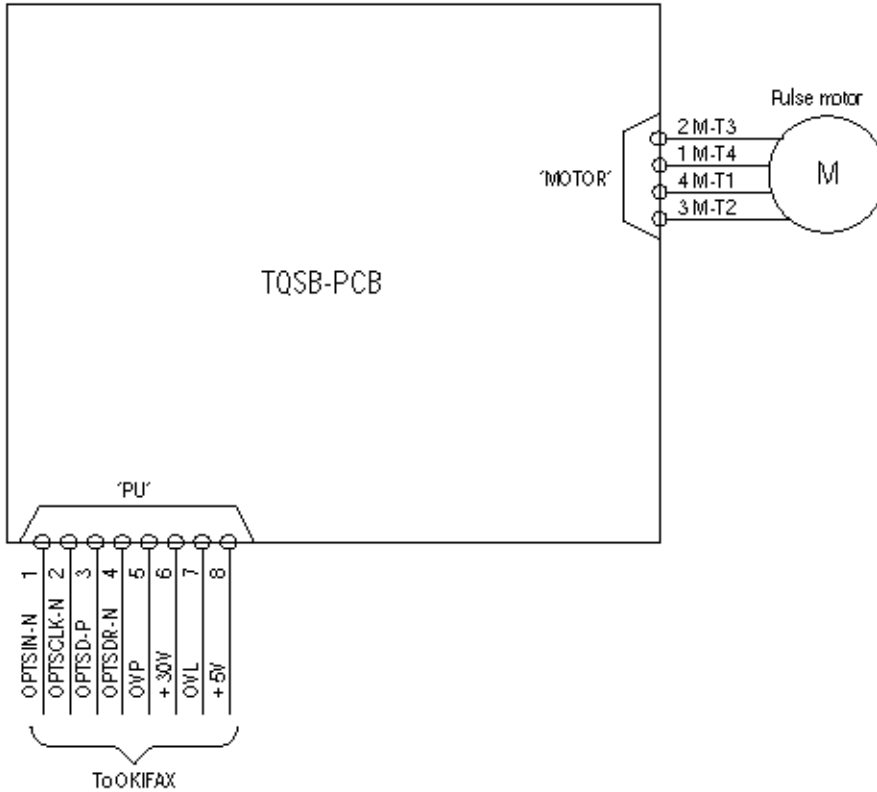 Pulse motor
2 M-T3
1 M-T4
4 M-T1
3 M-T2
M
'MOTOR'
TQSB-PCB
'PU'
1 OPTSIN-N
2 OPTSCLK-N
3 OPTSD-P
4 OPTSDR-N
5 OVP
6 +30V
7 OVL
8 +5V
To OKIFAX